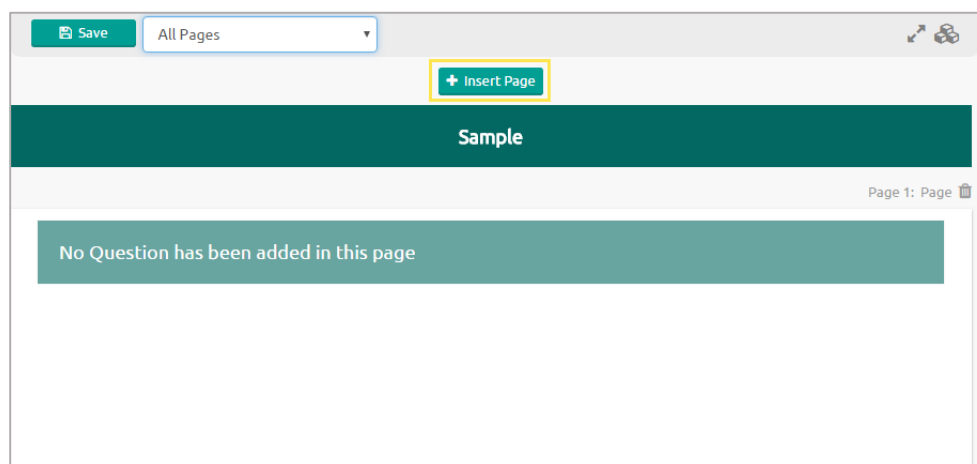 Save
All Pages
+ Insert Page
Sample
Page 1: Page
No Question has been added in this page